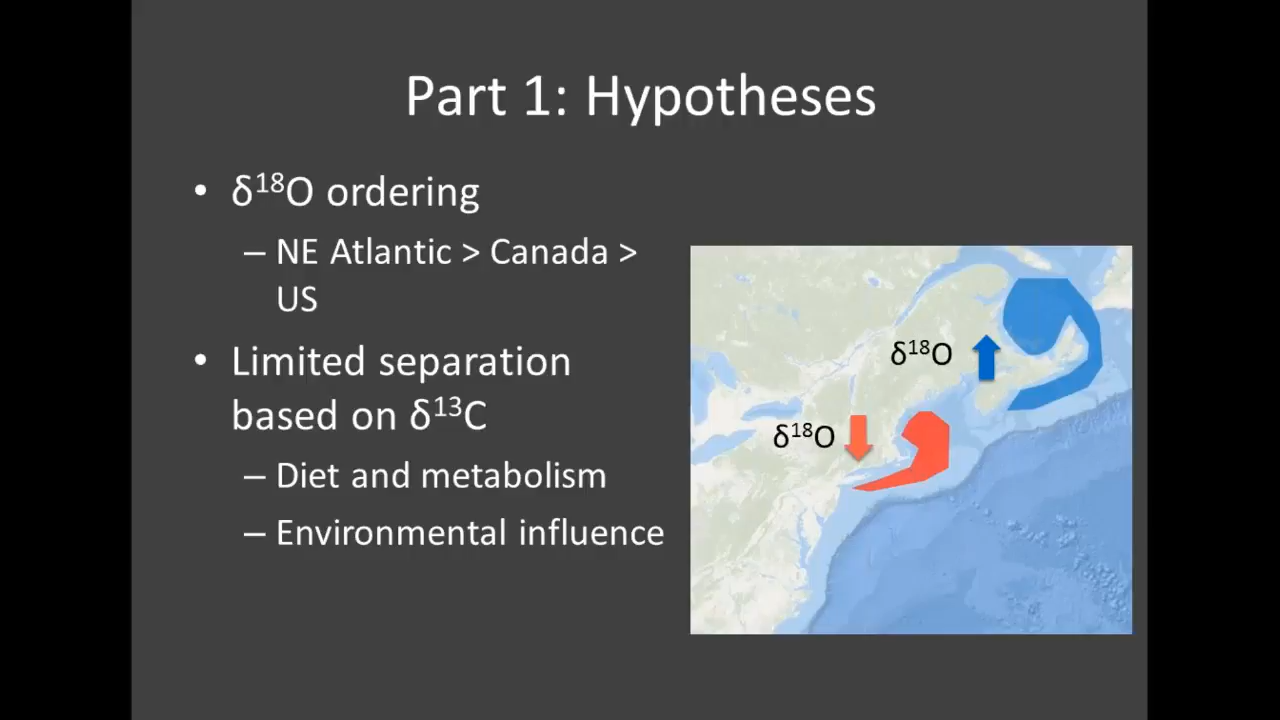 Part 1: Hypotheses
• δ¹⁸O ordering
– NE Atlantic > Canada >
US
• Limited separation
based on δ¹³C
– Diet and metabolism
– Environmental influence
δ¹⁸O
δ¹⁸O